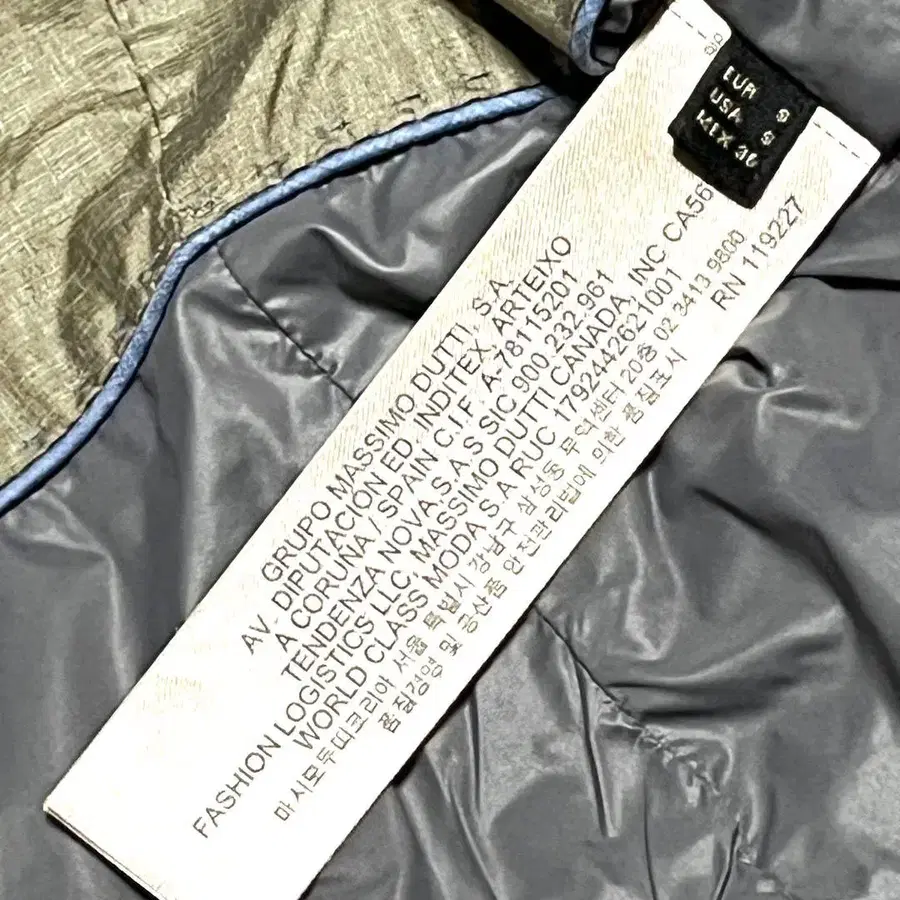 EUR S
USA S
MEX 36
GRUPO MASSIMO DUTTI, S.A.
AV. DIPUTACIÓN ED. INDITEX, ARTEIXO
A CORUÑA / SPAIN C.I.F. A-78115201
TENDENZA NOVA S.A.S SIC 900 232.961
FASHION LOGISTICS LLC, MASSIMO DUTTI CANADA, INC CA56
WORLD CLASS MODA S.A RUC 1792442621001
마시모두띠코리아 서울 특별시 강남구 삼성동 무역센터 20층 02 3413 9800
품질경영 및 공산품 안전관리법에 의한 품질표시 RN 119227